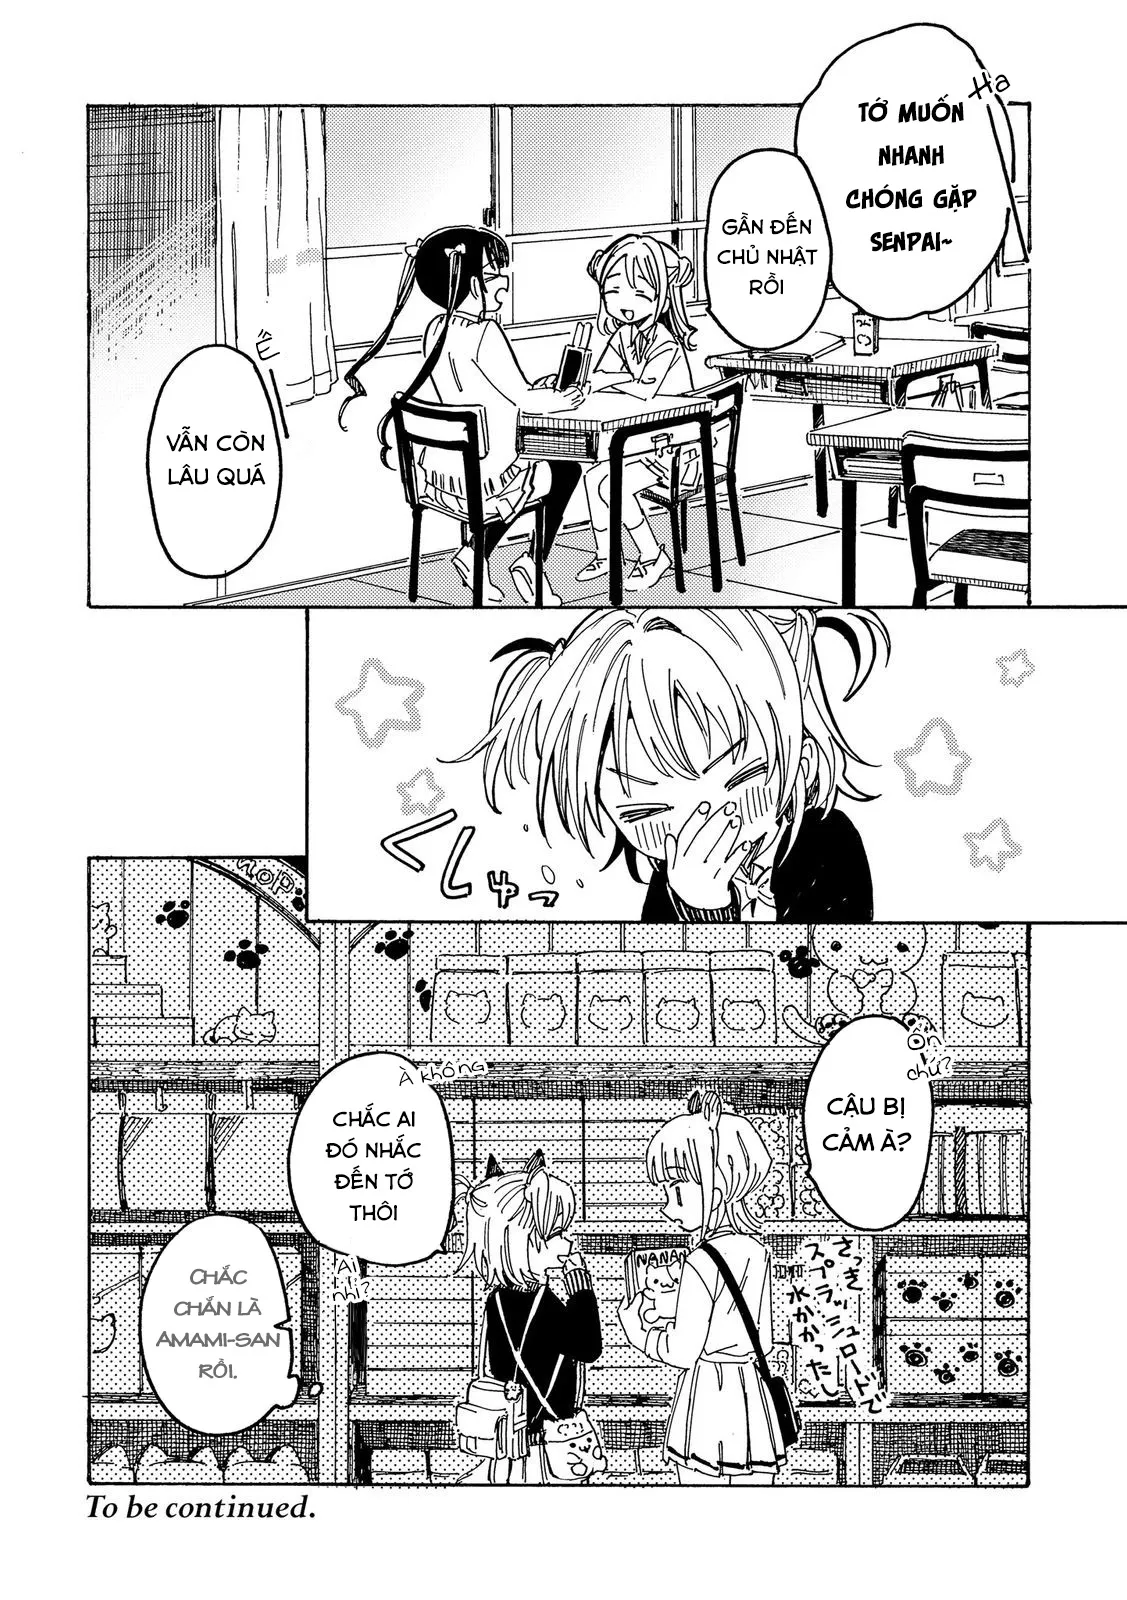 Ha
TỚ MUỐN
NHANH
CHÓNG GẶP
SENPAI~
GẦN ĐẾN
CHỦ NHẬT
RỒI
Ể
VẪN CÒN
LÂU QUÁ
くしゅっ
SHOP
ổn
chứ?
CẬU BỊ
CẢM À?
À không
CHẮC AI
ĐÓ NHẮC
ĐẾN TỚ
THÔI
NANAN
さっき
スプラッシュロードで
水かかったし
Ai
nhỉ
CHẮC
CHẮN LÀ
AMAMI-SAN
RỒI.
To be continued.